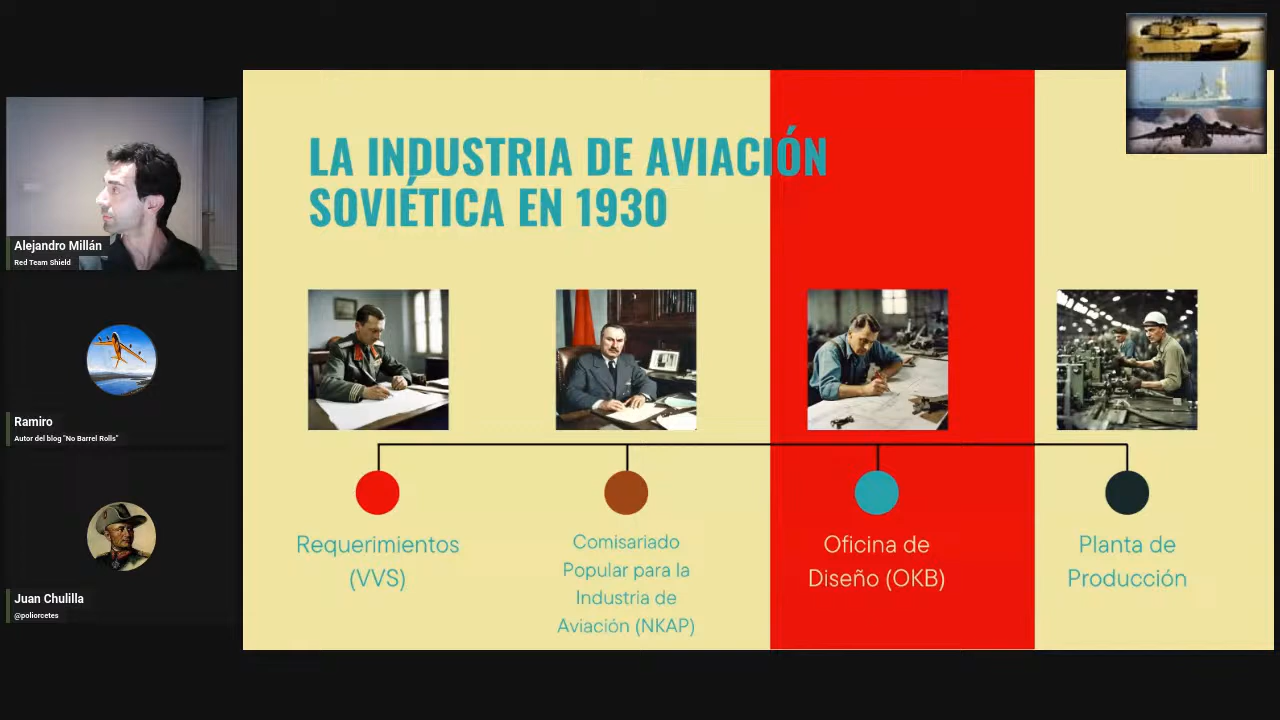 LA INDUSTRIA DE AVIACIÓN
SOVIÉTICA EN 1930
Alejandro Millán
Red Team Shield
Ramiro
Autor del blog "No Barrel Rolls"
Juan Chulilla
@poliorcetes
Requerimientos
(VVS)
Comisariado
Popular para la
Industria de
Aviación (NKAP)
Oficina de
Diseño (OKB)
Planta de
Producción